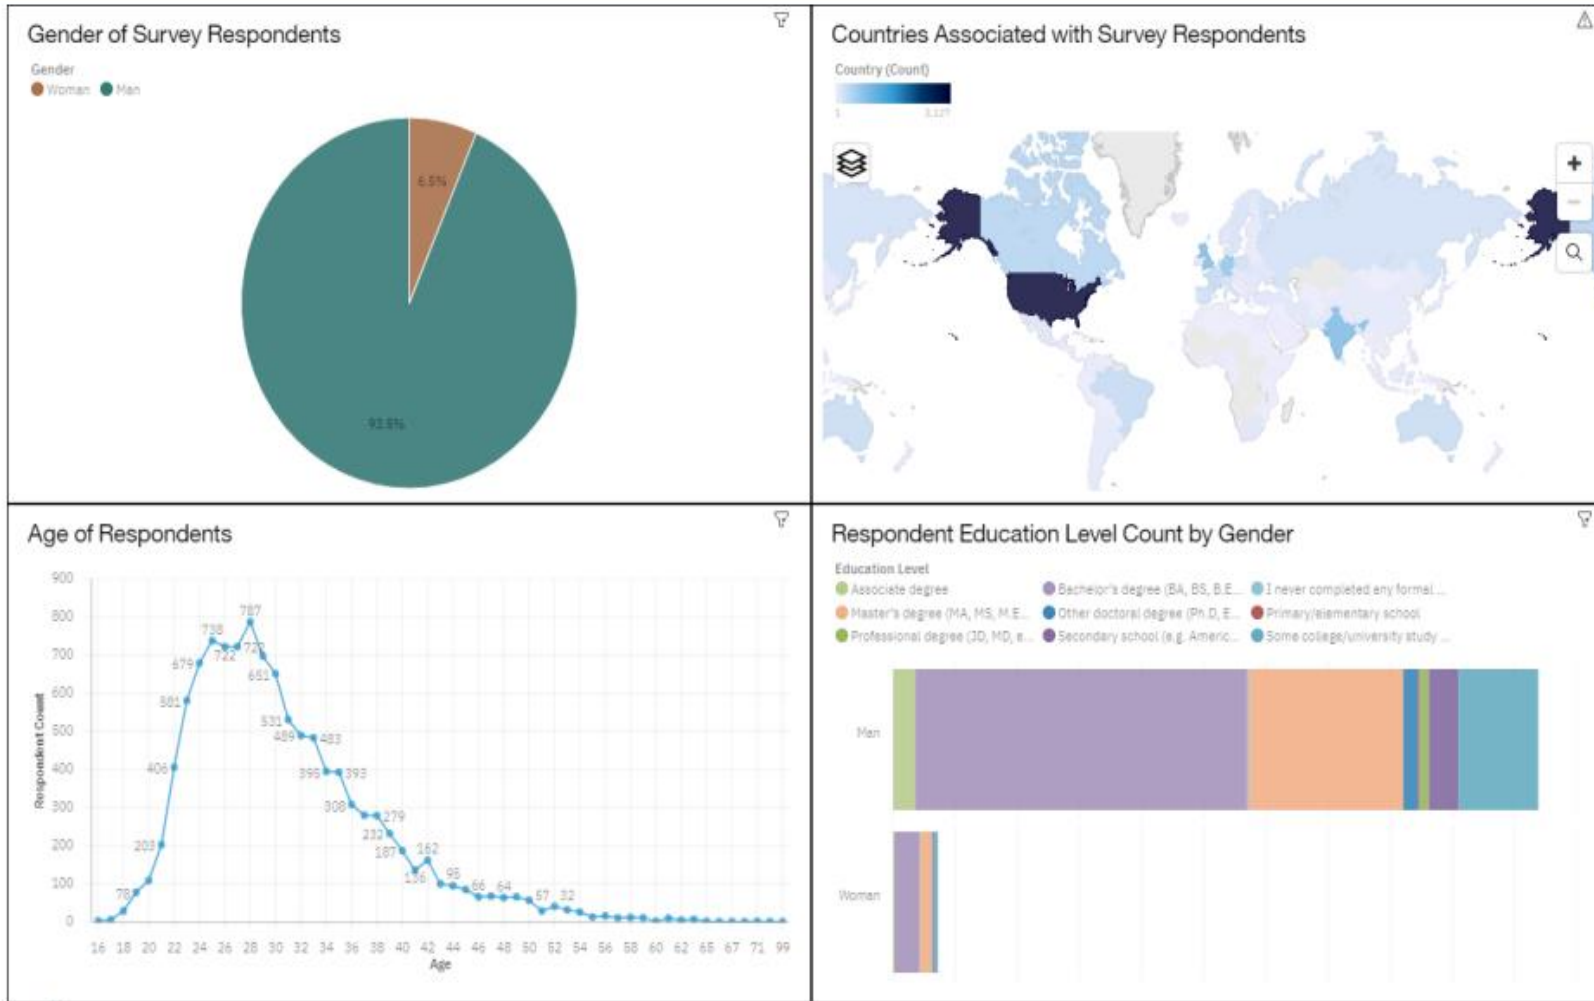 Gender of Survey Respondents
Gender
Woman Man
6.5%
93.5%
Countries Associated with Survey Respondents
Country (Count)
1 3,127
Age of Respondents
Respondent Count
900
800
700
600
500
400
300
200
100
0
78
203
406
581
679
738
722
787
722
651
531
489
483
395
393
308
279
232
187
136
162
95
66
64
57
32
16 18 20 22 24 26 28 30 32 34 36 38 40 42 44 46 48 50 52 54 56 58 60 62 65 67 71 99
Age
Respondent Education Level Count by Gender
Education Level
Associate degree Bachelor's degree (BA, BS, B.E... I never completed any formal ...
Master's degree (MA, MS, M.E... Other doctoral degree (Ph.D, E... Primary/elementary school
Professional degree (JD, MD, e... Secondary school (e.g. Americ... Some college/university study ...
Man
Woman